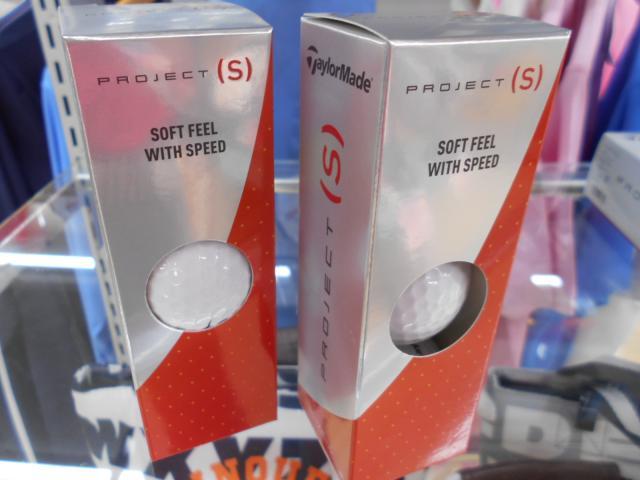 PROJECT (S)
SOFT FEEL
WITH SPEED
TaylorMade
PROJECT (S)
PROJECT (S)
SOFT FEEL
WITH SPEED